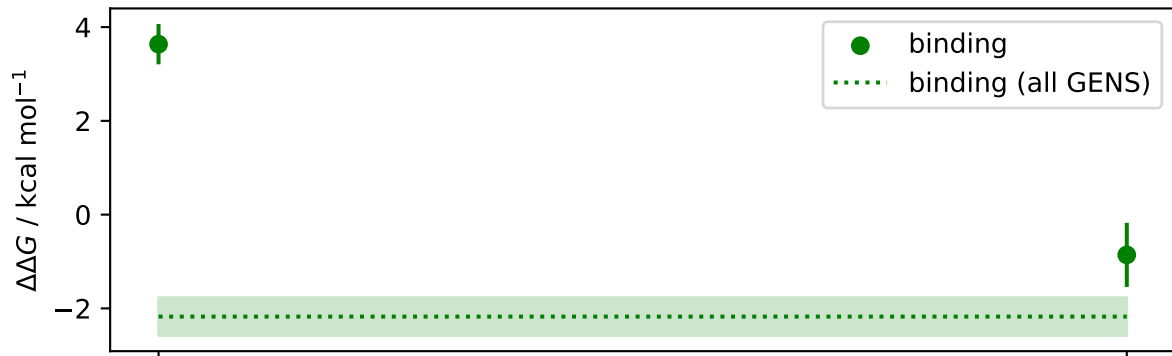 4
2
0
−2
ΔΔG / kcal mol⁻¹
binding
binding (all GENS)